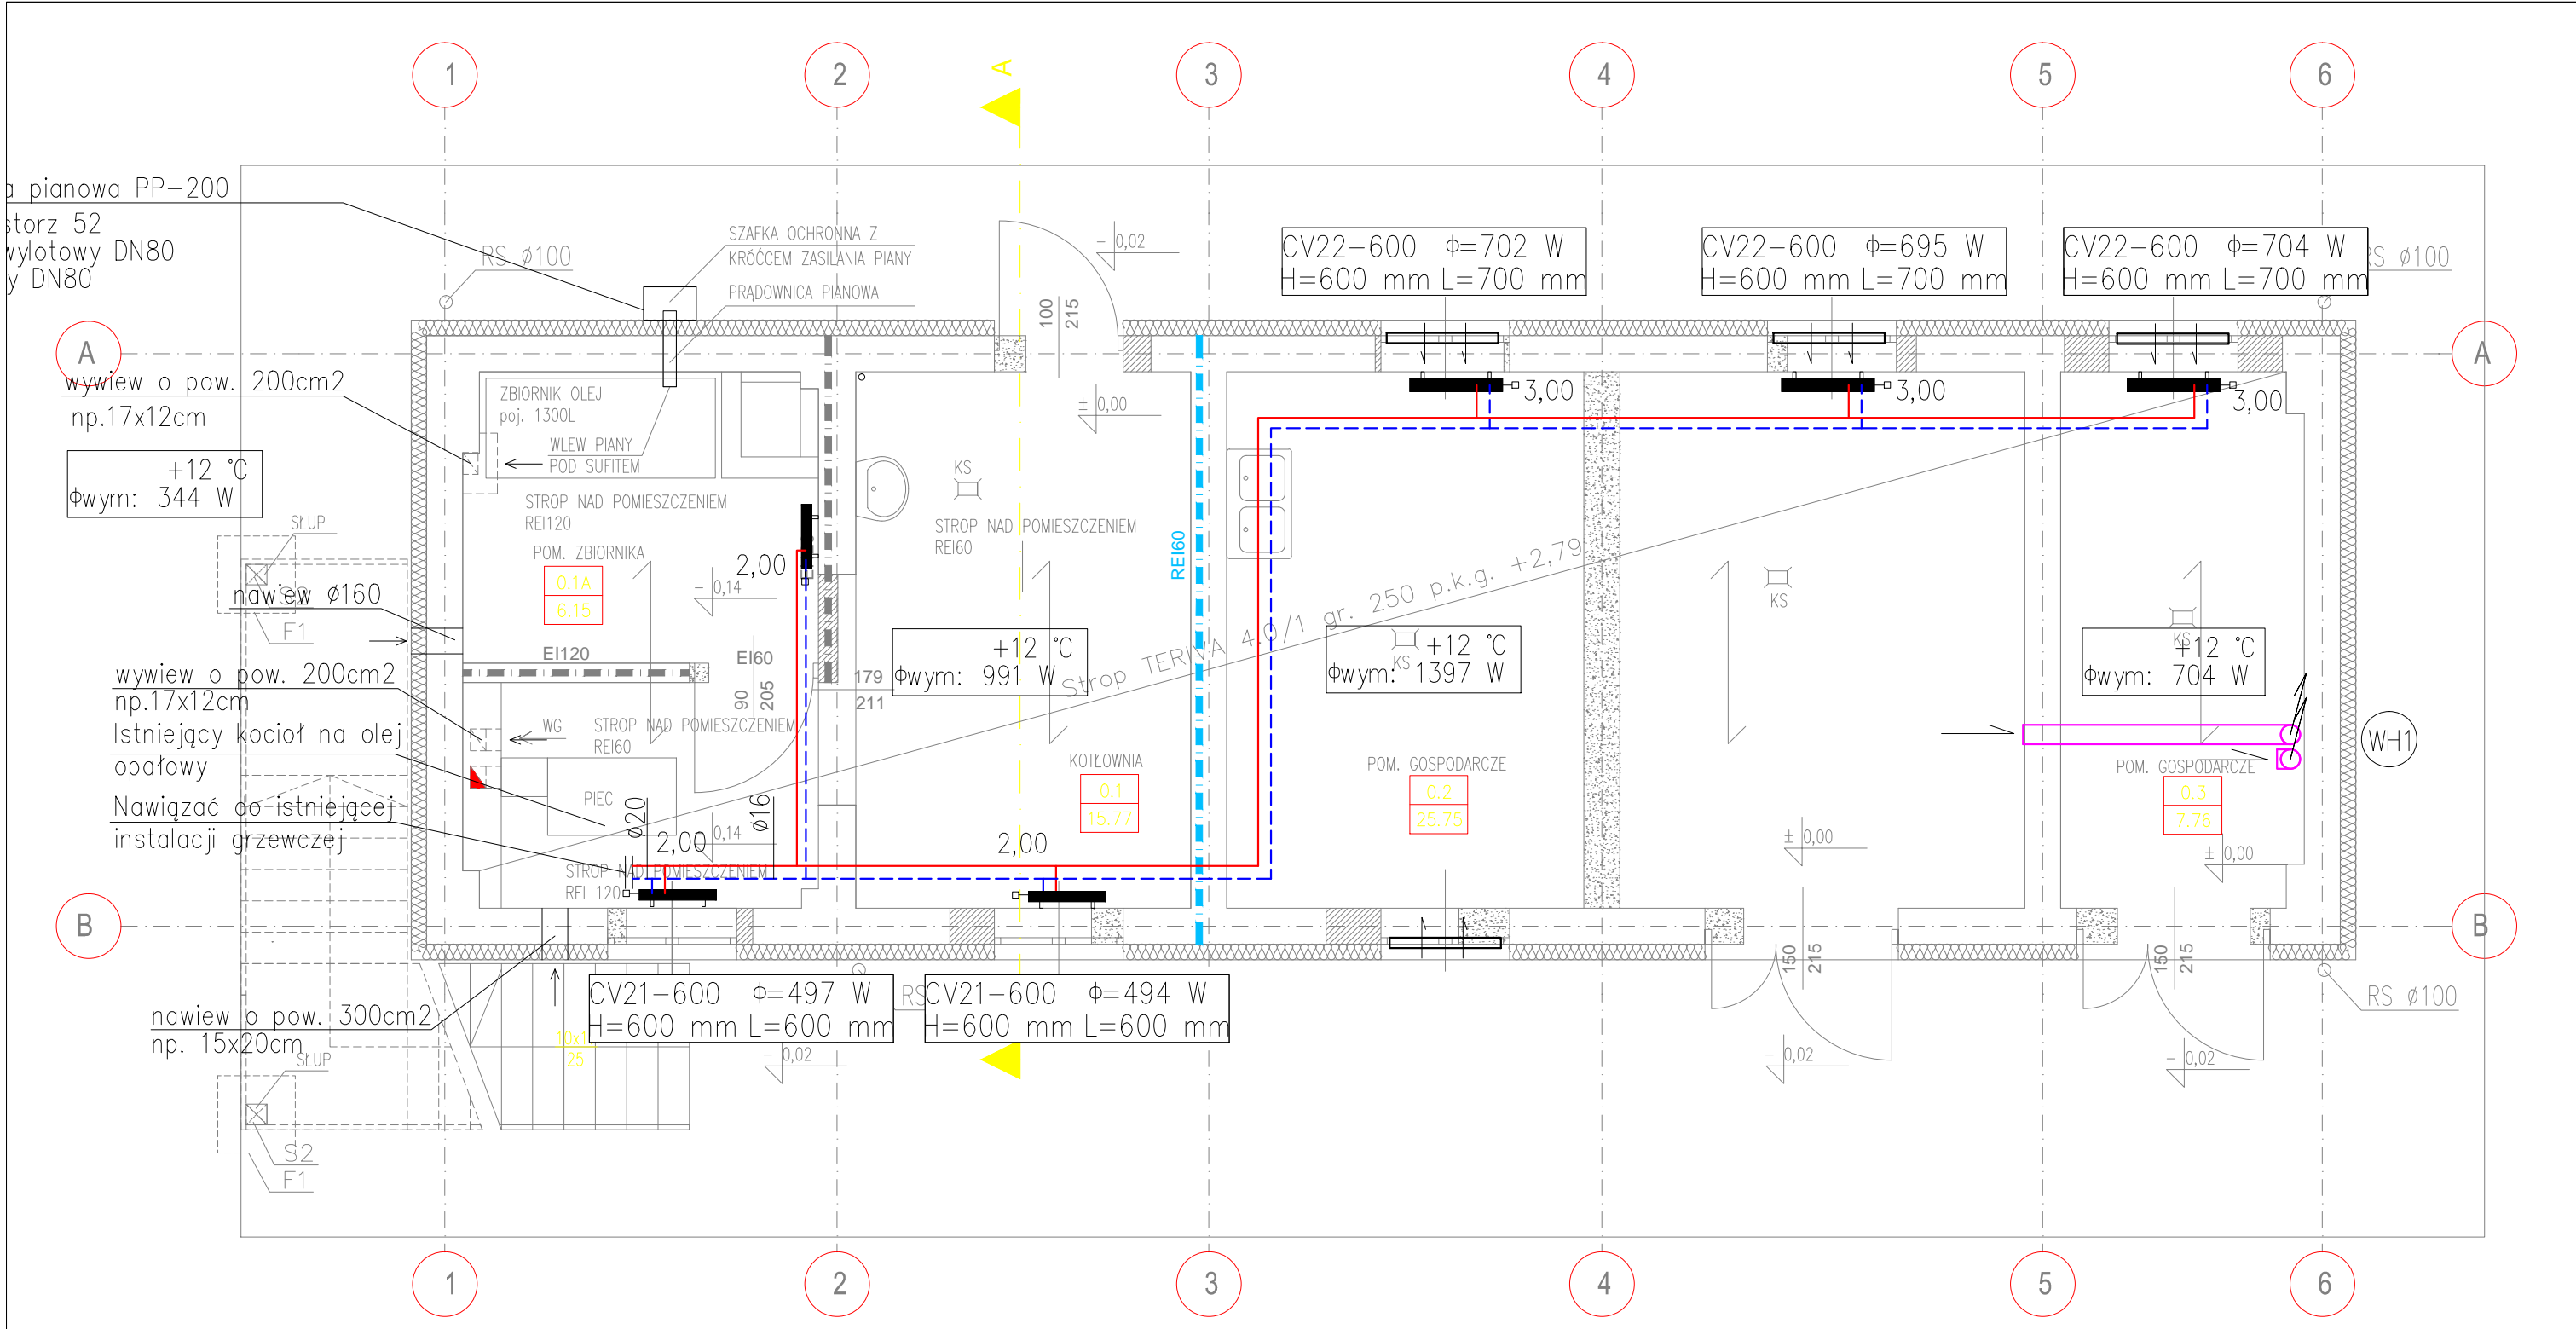 1
2
3
4
5
6
A
a pianowa PP-200
storz 52
wylotowy DN80
y DN80
RS ø100
SZAFKA OCHRONNA Z
KRÓĆCEM ZASILANIA PIANY
PRĄDOWNICA PIANOWA
- 0,02
100
215
CV22-600 Φ=702 W
H=600 mm L=700 mm
CV22-600 Φ=695 W
H=600 mm L=700 mm
CV22-600 Φ=704 W
H=600 mm L=700 mm
RS ø100
A
A
wywiew o pow. 200cm2
np.17x12cm
ZBIORNIK OLEJ
poj. 1300L
WLEW PIANY
POD SUFITEM
± 0,00
3,00
3,00
3,00
+12 °C
Φwym: 344 W
KS
STROP NAD POMIESZCZENIEM
REI120
STROP NAD POMIESZCZENIEM
REI60
SŁUP
POM. ZBIORNIKA
0.1A
6.15
2,00
- 0,14
REI60
KS
Strop TERIVA 4.0/1 gr. 250 p.k.g. +2,79
nawiew ø160
F1
EI120
EI60
90
205
179
211
+12 °C
Φwym: 991 W
KS
+12 °C
Φwym: 1397 W
KS
+12 °C
Φwym: 704 W
wywiew o pow. 200cm2
np.17x12cm
WG
STROP NAD POMIESZCZENIEM
REI60
Istniejący kocioł na olej
opałowy
WH1
KOTŁOWNIA
0.1
15.77
POM. GOSPODARCZE
0.2
25.75
POM. GOSPODARCZE
0.3
7.76
PIEC
Nawiązać do istniejącej
instalacji grzewczej
ø20
ø16
- 0,14
2,00
2,00
± 0,00
± 0,00
STROP NAD POMIESZCZENIEM
REI 120
B
B
150
215
150
215
CV21-600 Φ=497 W
H=600 mm L=600 mm
RS
CV21-600 Φ=494 W
H=600 mm L=600 mm
RS ø100
nawiew o pow. 300cm2
np. 15x20cm
25
- 0,02
- 0,02
- 0,02
SŁUP
S2
F1
1
2
3
4
5
6